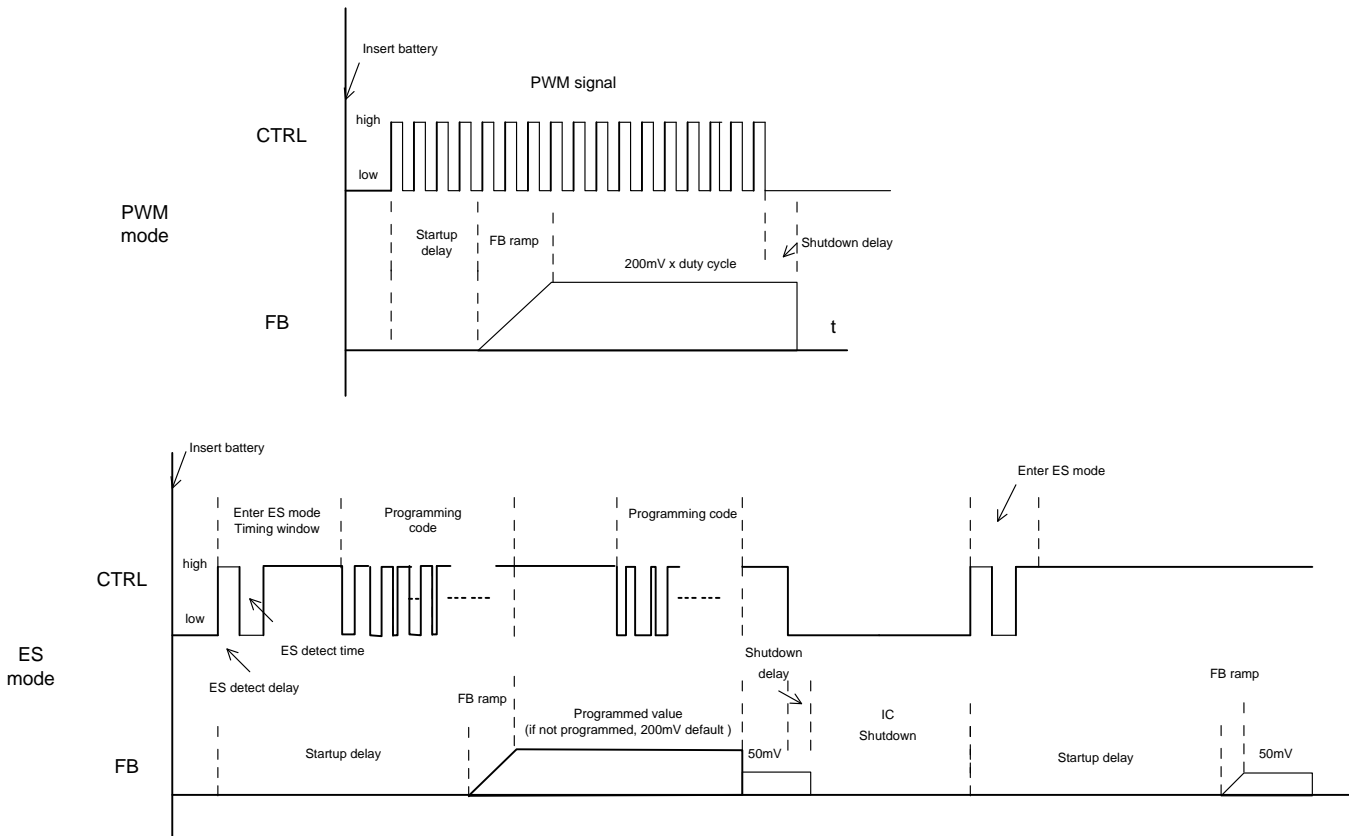 Insert battery
PWM signal
high
CTRL
low
PWM
mode
Startup
delay
FB ramp
Shutdown delay
200mV x duty cycle
FB
t
Insert battery
Enter ES mode
Enter ES mode
Timing window
Programming
code
Programming code
high
CTRL
low
ES detect time
ES
mode
ES detect delay
Shutdown
delay
FB ramp
FB ramp
Programmed value
(if not programmed, 200mV default )
IC
Shutdown
Startup delay
50mV
Startup delay
50mV
FB